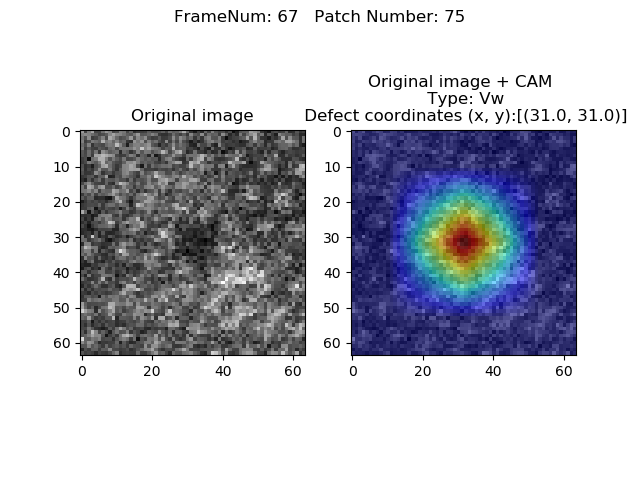 FrameNum: 67   Patch Number: 75
Original image
Original image + CAM
Type: Vw
Defect coordinates (x, y):[(31.0, 31.0)]
0
10
20
30
40
50
60
0 20 40 60
0
10
20
30
40
50
60
0 20 40 60